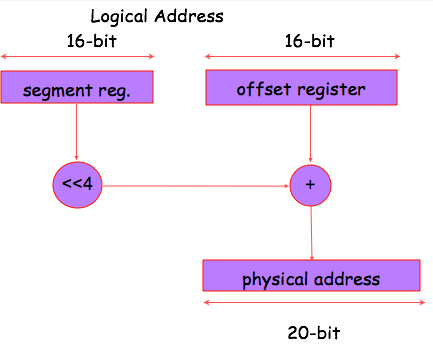 Logical Address
16-bit 16-bit
segment reg. offset register
<<4 +
physical address
20-bit